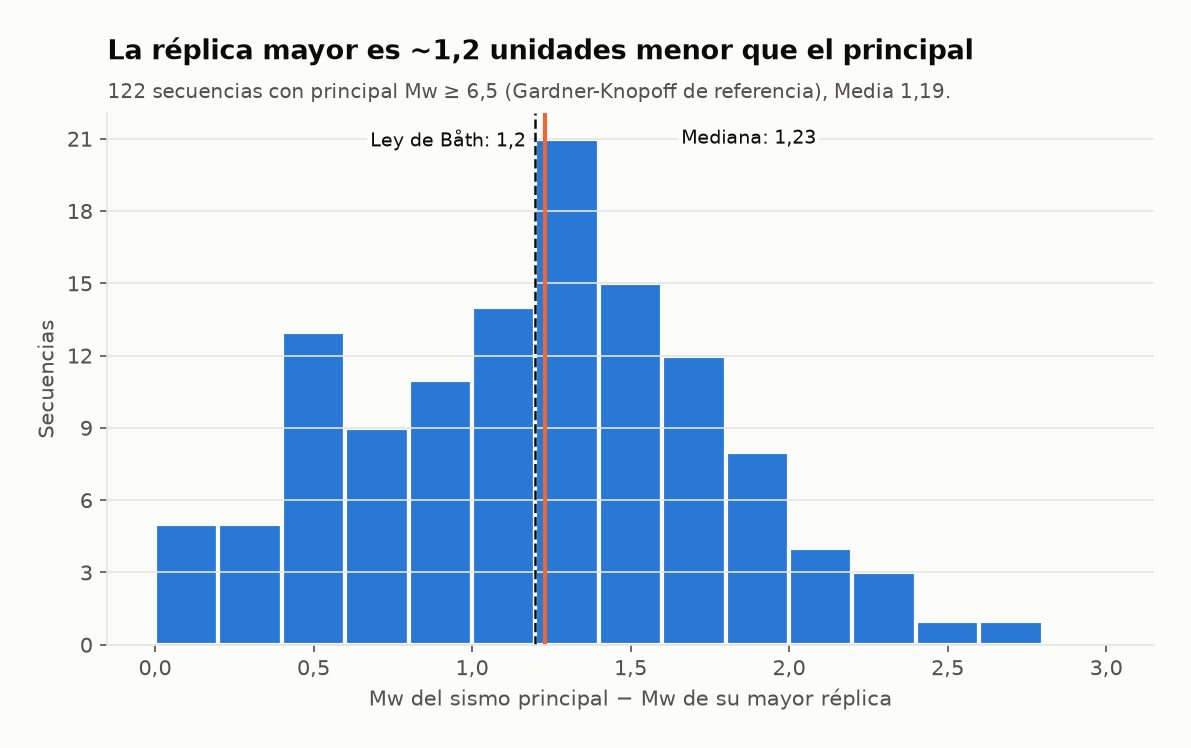 La réplica mayor es ~1,2 unidades menor que el principal
122 secuencias con principal Mw ≥ 6,5 (Gardner-Knopoff de referencia), Media 1,19.
Ley de Båth: 1,2
Mediana: 1,23
21
18
15
12
9
6
3
0
Secuencias
0,0
0,5
1,0
1,5
2,0
2,5
3,0
Mw del sismo principal − Mw de su mayor réplica